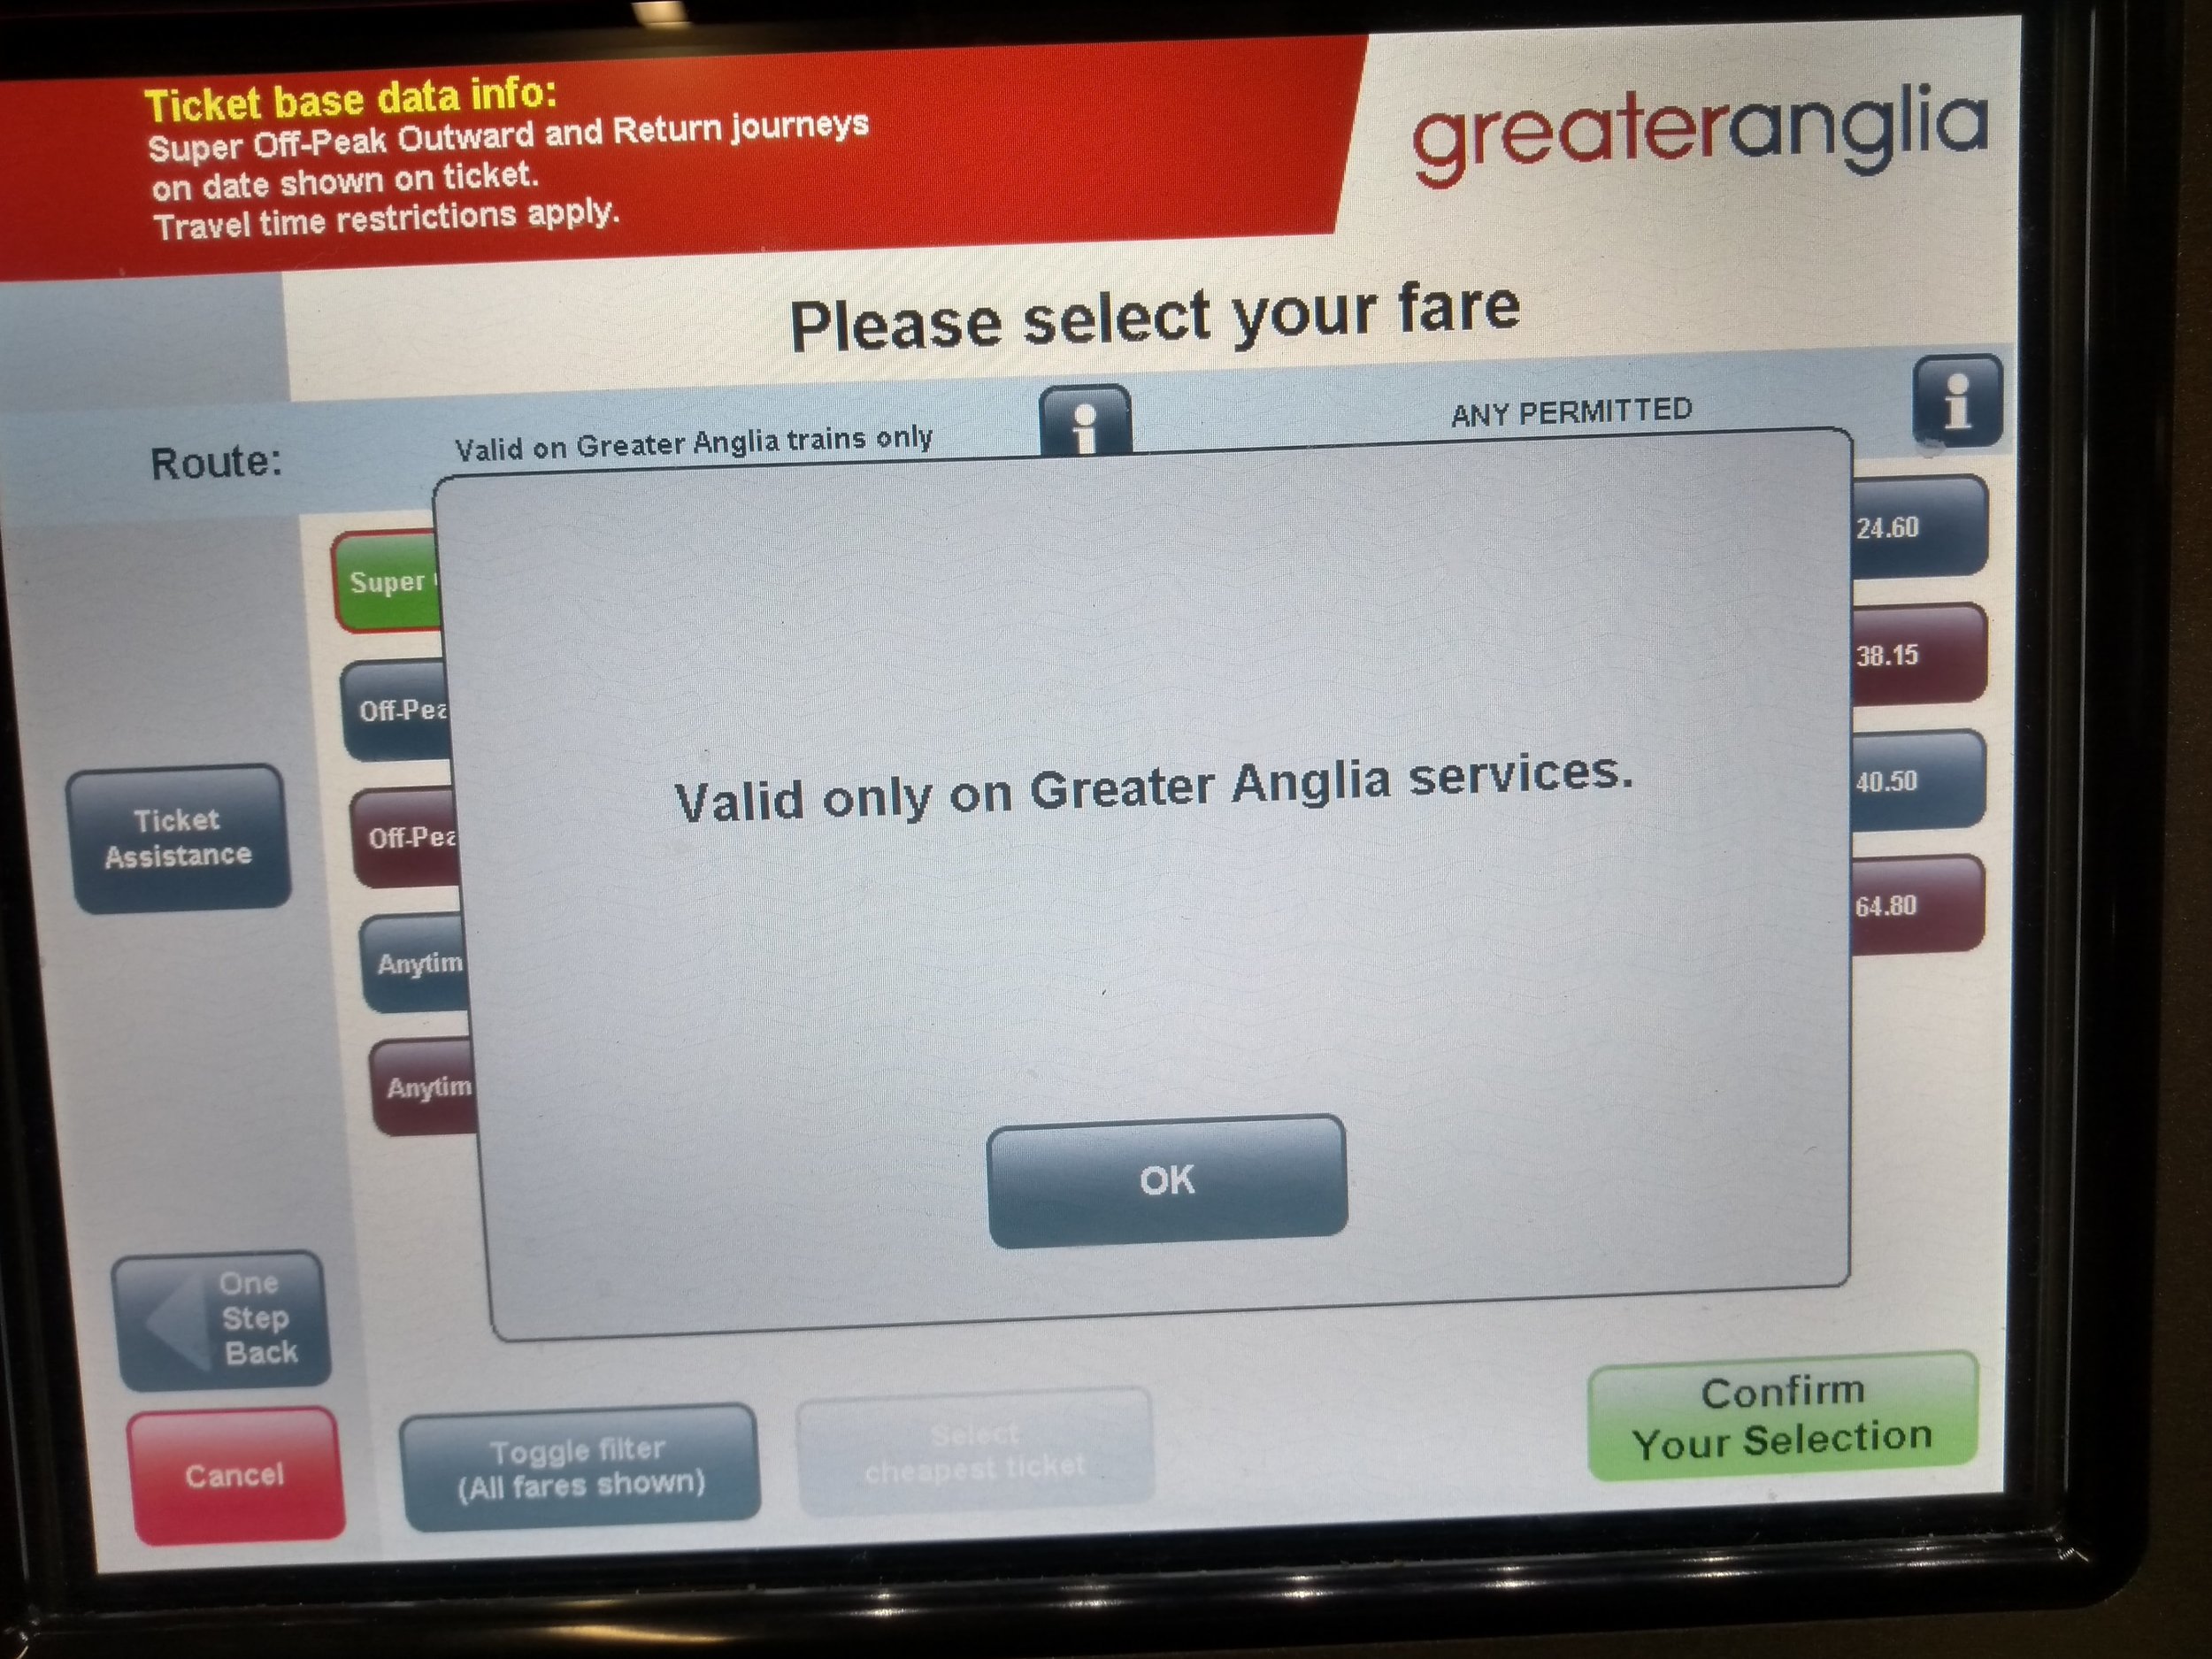 Ticket base data info:
Super Off-Peak Outward and Return journeys
on date shown on ticket.
Travel time restrictions apply.
greateranglia
Please select your fare
Route:
Valid on Greater Anglia trains only
i
ANY PERMITTED
i
Super
24.60
Off-Pea
38.15
Off-Pea
40.50
Anytim
64.80
Anytim
Valid only on Greater Anglia services.
OK
Ticket
Assistance
One
Step
Back
Cancel
Toggle filter
(All fares shown)
Select
cheapest ticket
Confirm
Your Selection